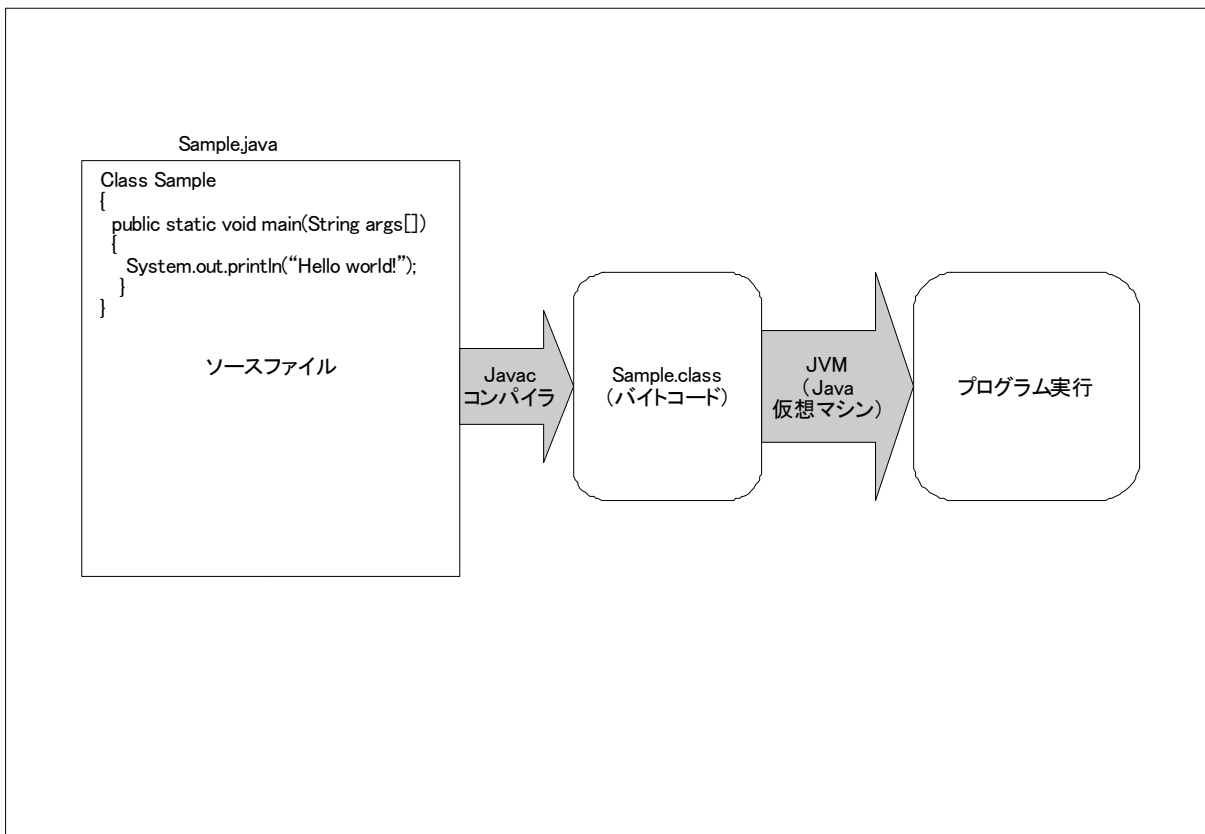 Sample.java
Class Sample
{
public static void main(String args[])
{
System.out.println(“Hello world!”);
}
}
ソースファイル
Javac
コンパイラ
Sample.class
(バイトコード)
JVM
(Java
仮想マシン)
プログラム実行